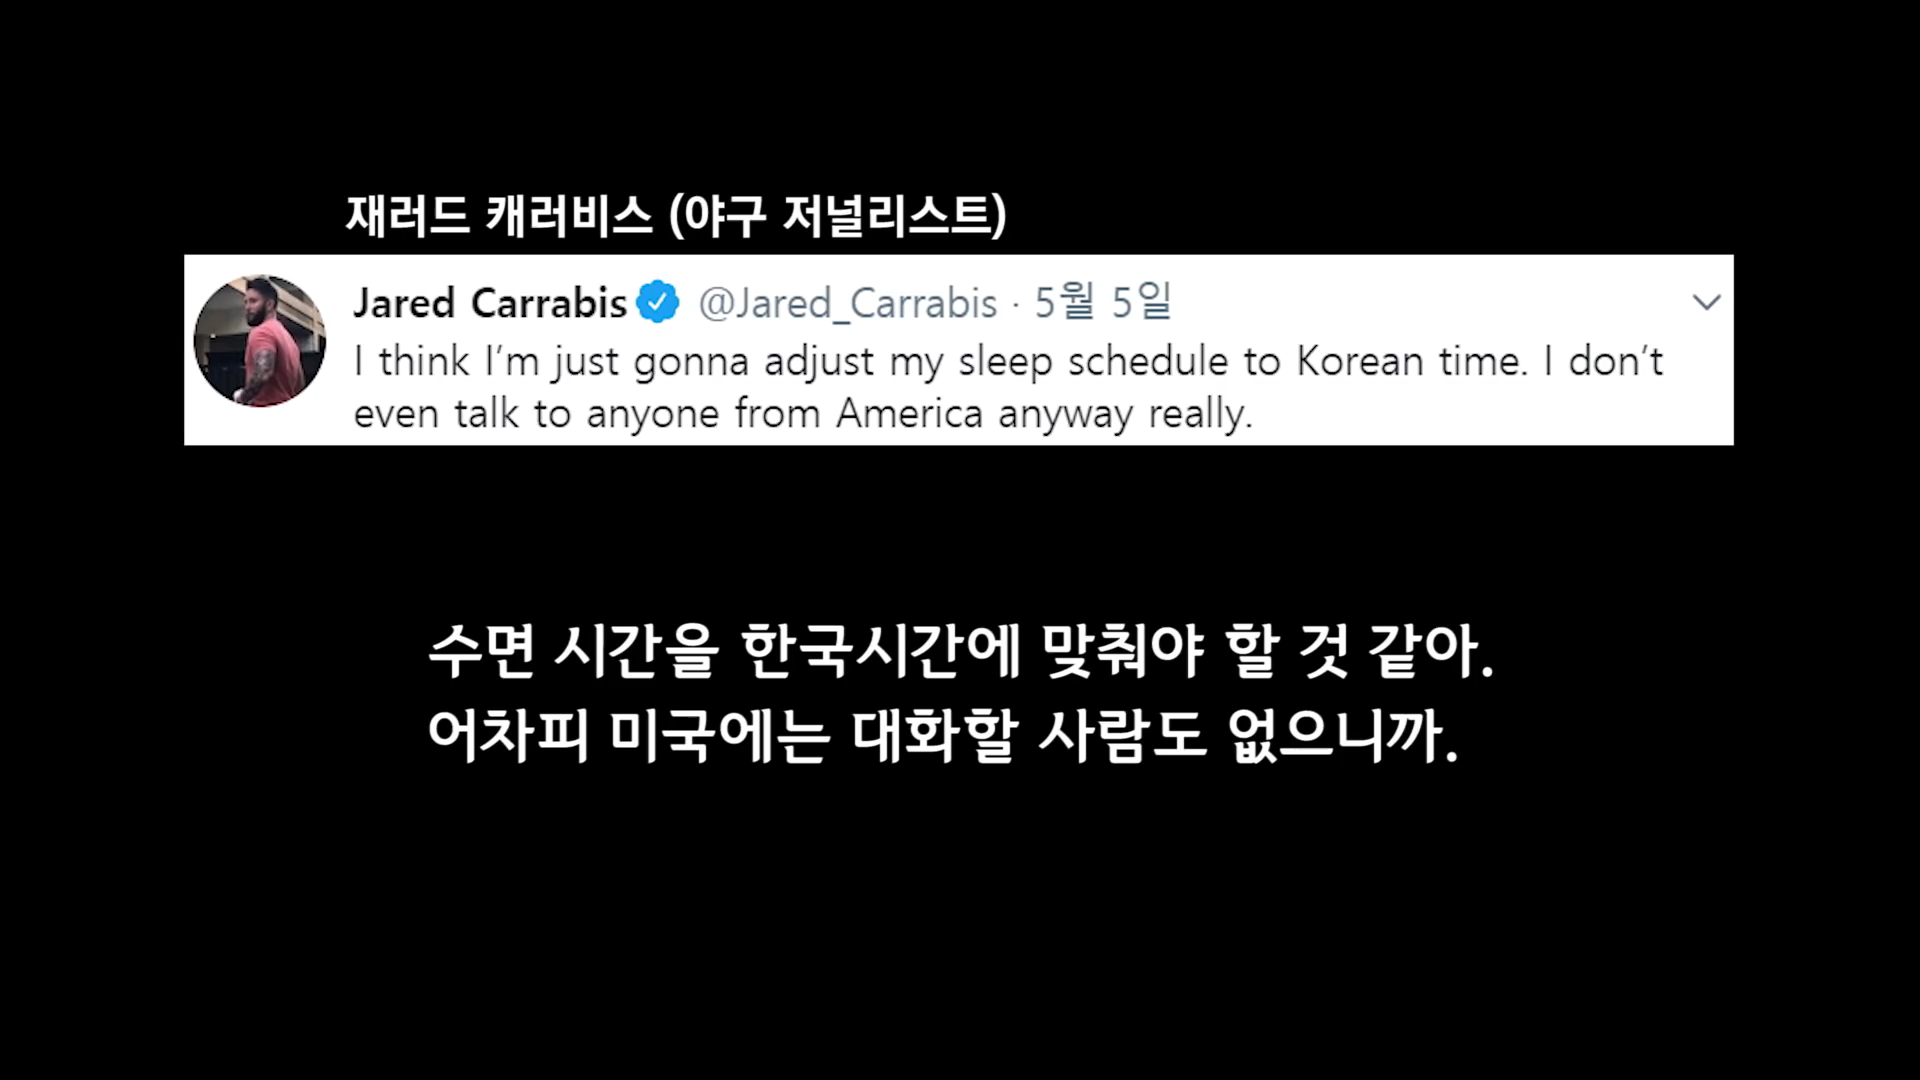 재러드 캐러비스 (야구 저널리스트)
Jared Carrabis @Jared_Carrabis · 5월 5일
I think I’m just gonna adjust my sleep schedule to Korean time. I don’t
even talk to anyone from America anyway really.
수면 시간을 한국시간에 맞춰야 할 것 같아.
어차피 미국에는 대화할 사람도 없으니까.